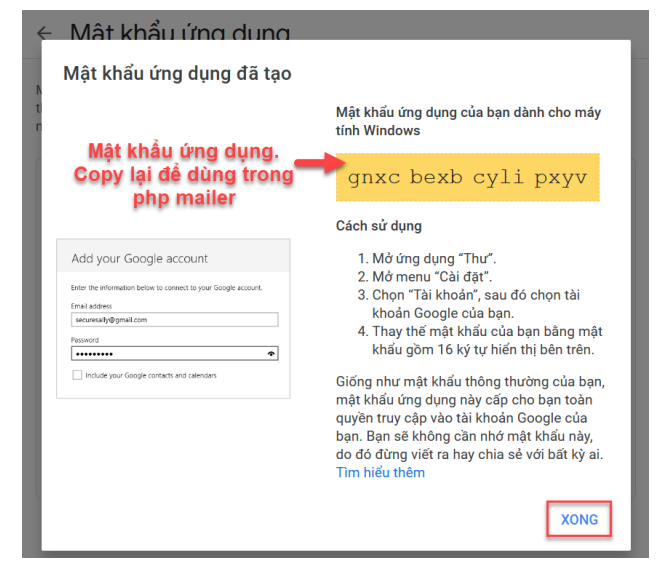 ← Mật khẩu ứng dụng
Mật khẩu ứng dụng đã tạo
Mật khẩu ứng dụng của bạn dành cho máy
tính Windows
Mật khẩu ứng dụng.
Copy lại để dùng trong
php mailer
gnxc bexb cyli pxyv
Cách sử dụng
1. Mở ứng dụng “Thư”.
2. Mở menu “Cài đặt”.
3. Chọn “Tài khoản”, sau đó chọn tài
khoản Google của bạn.
4. Thay thế mật khẩu của bạn bằng mật
khẩu gồm 16 ký tự hiển thị bên trên.
Add your Google account
Enter the information below to connect to your Google account.
Email address
securesally@gmail.com
Password
•••••••••
Include your Google contacts and calendars
Giống như mật khẩu thông thường của bạn,
mật khẩu ứng dụng này cấp cho bạn toàn
quyền truy cập vào tài khoản Google của
bạn. Bạn sẽ không cần nhớ mật khẩu này,
do đó đừng viết ra hay chia sẻ với bất kỳ ai.
Tìm hiểu thêm
XONG